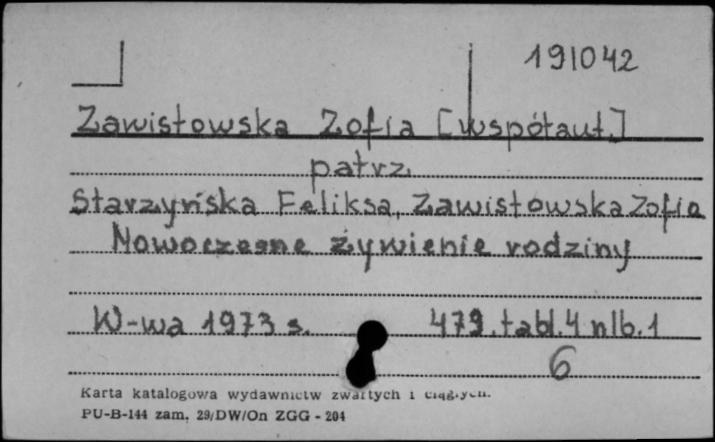 191042
Zawistowska Zofia [współaut.]
patrz
Starzyńska Feliksa, Zawistowska Zofia
Nowoczesne żywienie rodziny
W-wa 1973 s. 479, tabl. 4 nlb. 1
6
Karta katalogowa wydawnictw zwartych i ciągłych.
PU-B-144 zam. 29/DW/On ZGG - 204